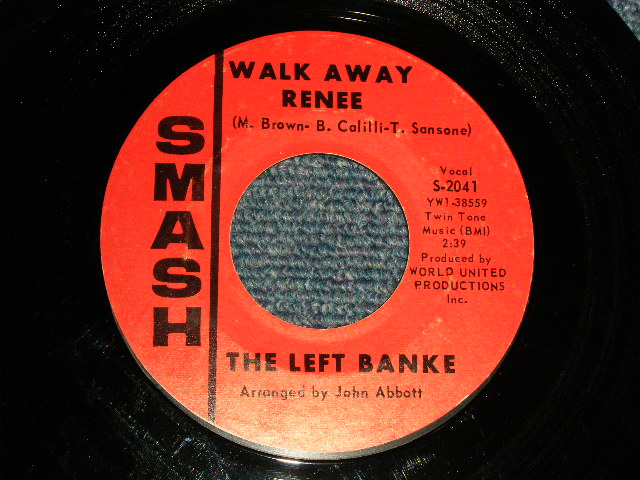 WALK AWAY
RENEE
(M. Brown- B. Calilli-T. Sansone)
SMASH
Vocal
S-2041
YW1-38559
Twin Tone
Music (BMI)
2:39
Produced by
WORLD UNITED
PRODUCTIONS
Inc.
THE LEFT BANKE
Arranged by John Abbott